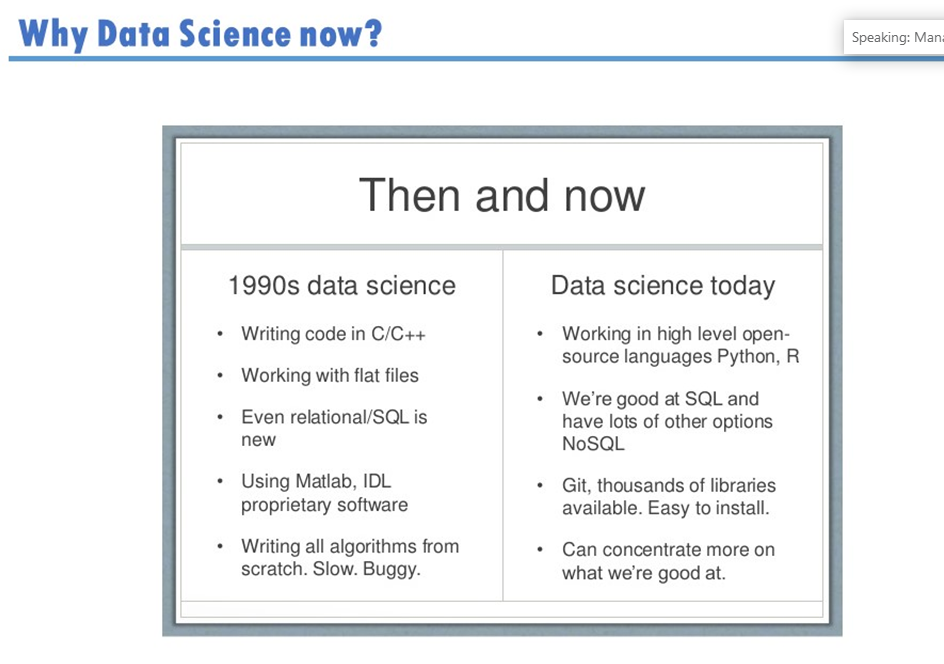 Why Data Science now?
Speaking:
Then and now
1990s data science
• Writing code in C/C++
• Working with flat files
• Even relational/SQL is
new
• Using Matlab, IDL
proprietary software
• Writing all algorithms from
scratch. Slow. Buggy.
Data science today
• Working in high level open-
source languages Python, R
• We're good at SQL and
have lots of other options
NoSQL
• Git, thousands of libraries
available. Easy to install.
• Can concentrate more on
what we're good at.